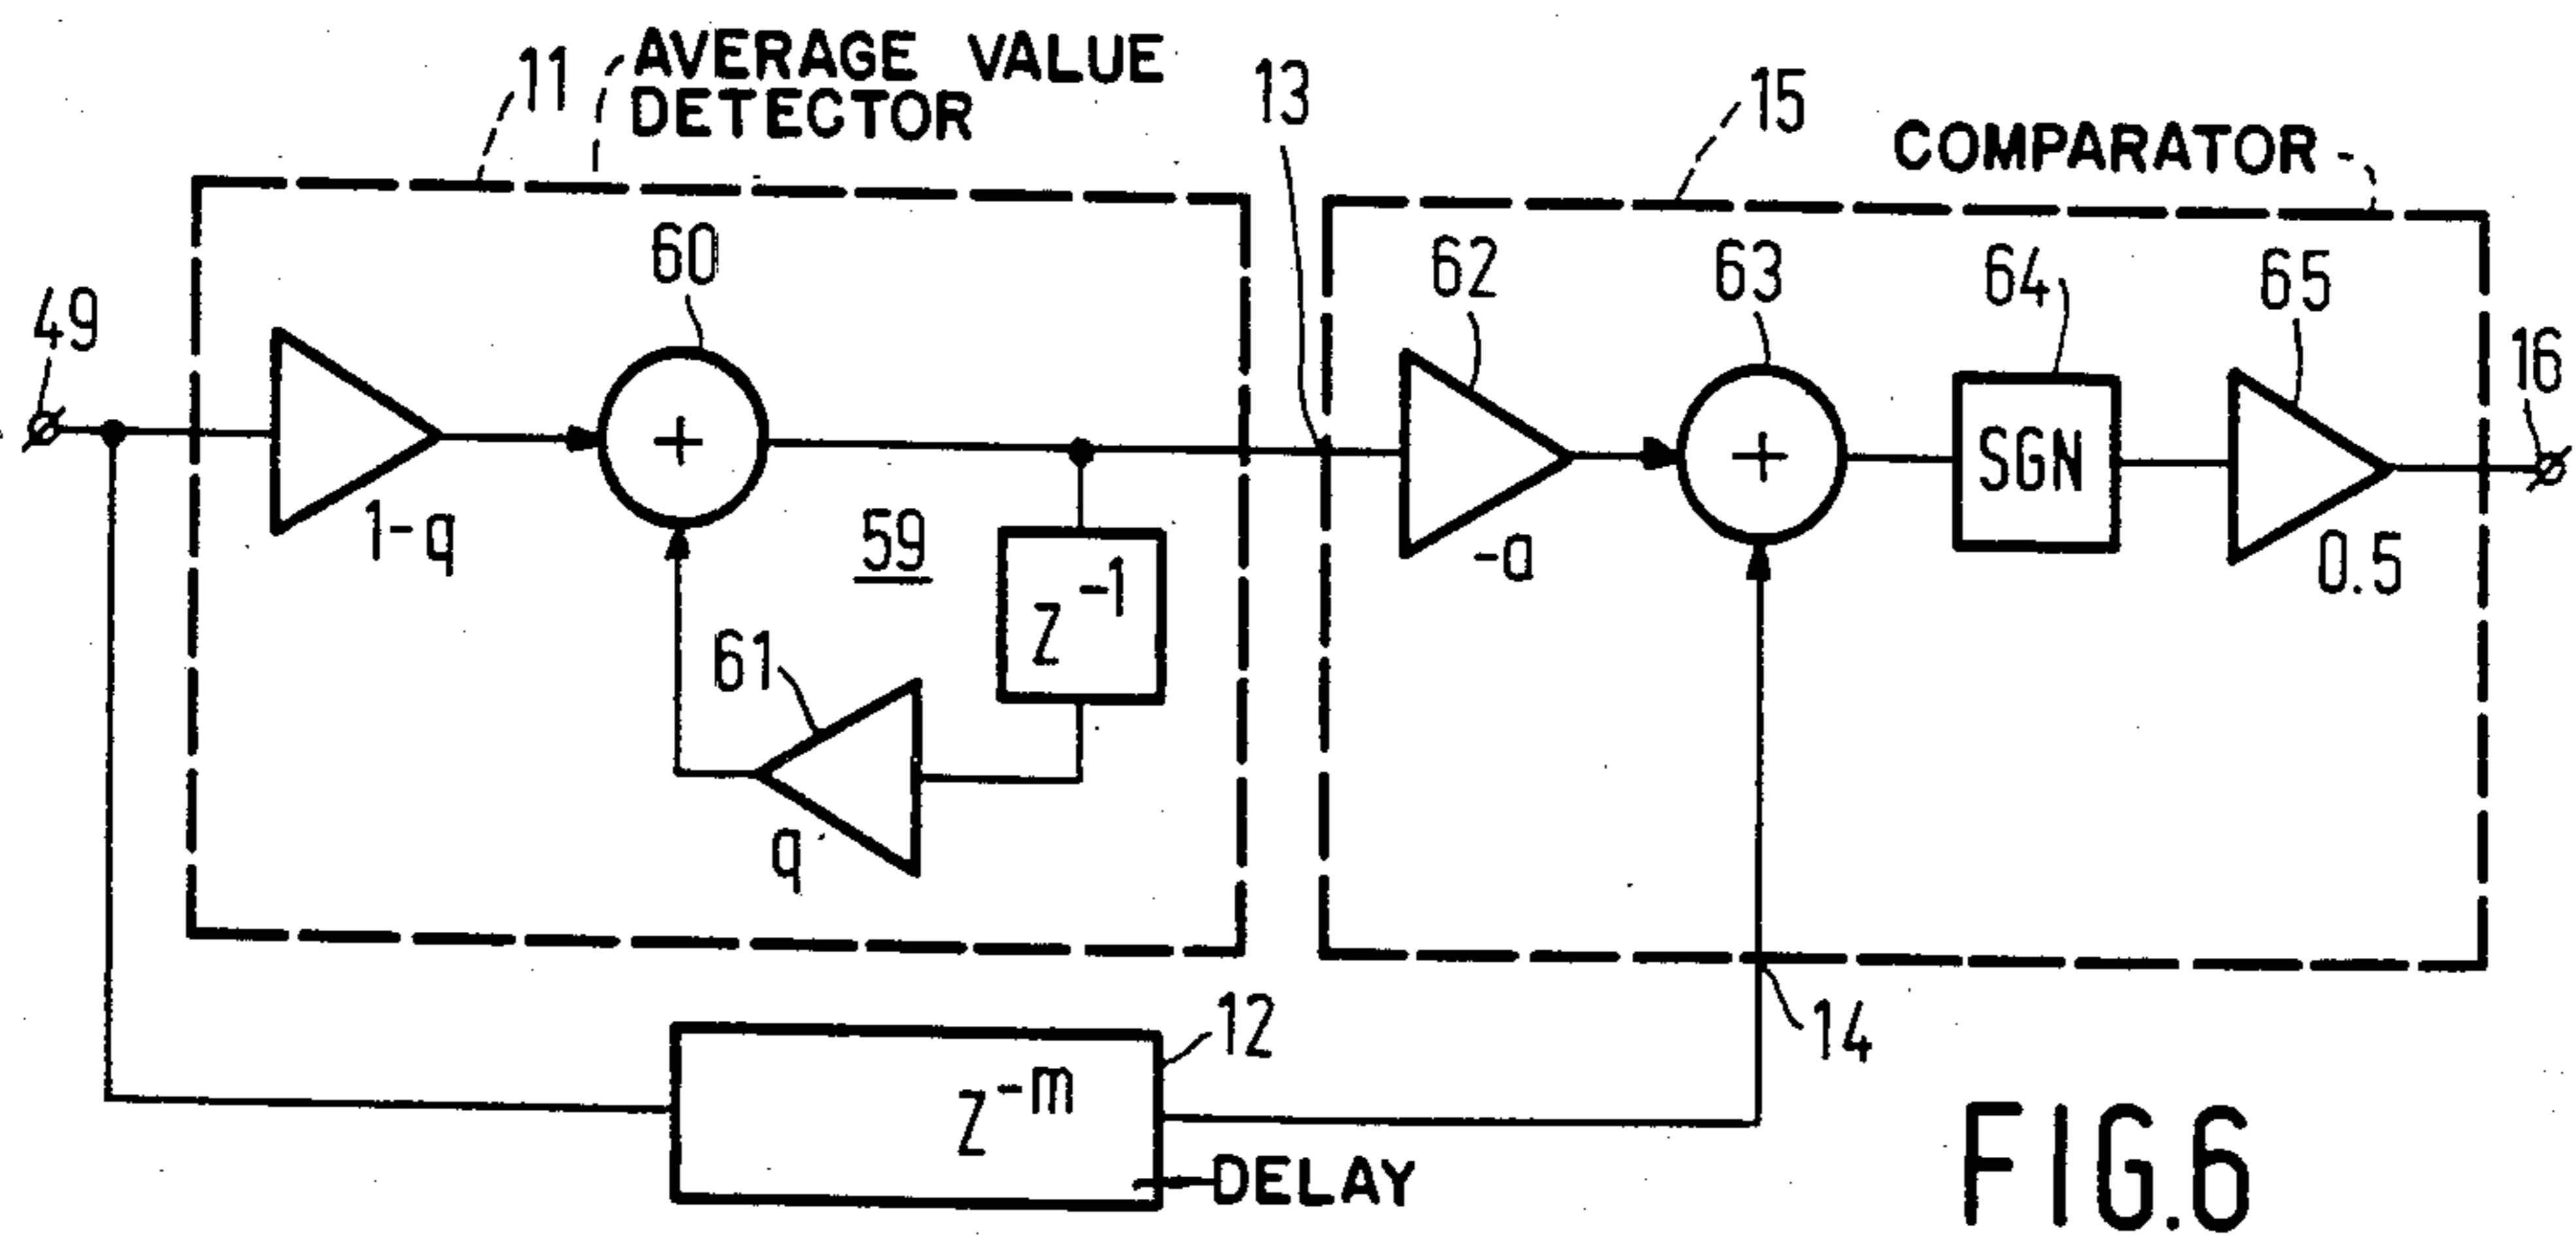 11
AVERAGE VALUE
DETECTOR
13
15
COMPARATOR
49
60
62
63
64
65
16
1-q
59
z^-1
61
q
-a
SGN
0.5
12
z^-m
14
DELAY
FIG.6